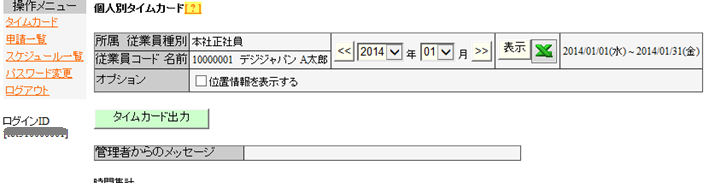 操作メニュー
タイムカード
申請一覧
スケジュール一覧
パスワード変更
ログアウト
ログインID
個人別タイムカード[?]
所属 従業員種別 本社正社員
従業員コード 名前 10000001 デジジャパン A太郎
<< 2014 年 01 月 >> 表示 2014/01/01(水)～2014/01/31(金)
オプション 位置情報を表示する
タイムカード出力
管理者からのメッセージ
時間集計